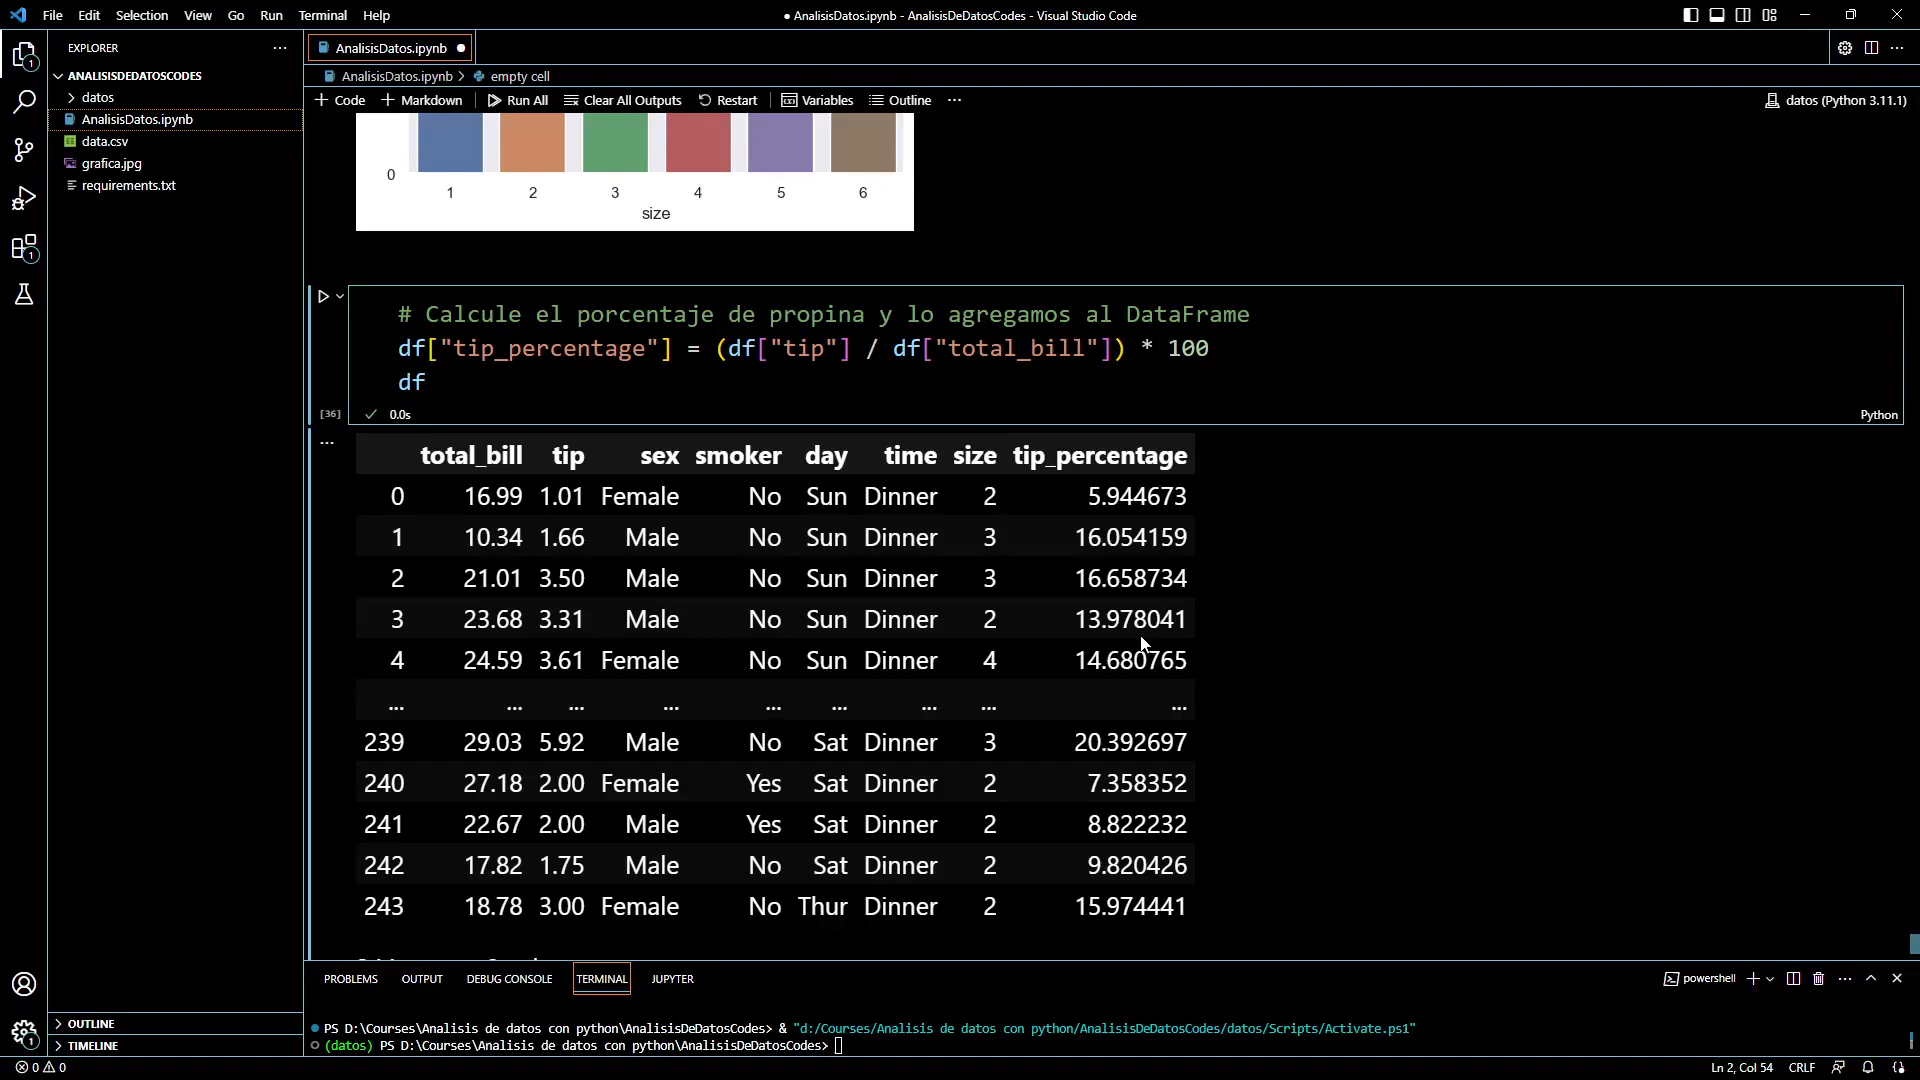 File Edit Selection View Go Run Terminal Help
● AnalisisDatos.ipynb - AnalisisDeDatosCodes - Visual Studio Code
EXPLORER
AnalisisDatos.ipynb
ANALISISDEDATOSCODES
AnalisisDatos.ipynb > empty cell
datos
Code Markdown Run All Clear All Outputs Restart Variables Outline ...
datos (Python 3.11.1)
AnalisisDatos.ipynb
data.csv
grafica.jpg
requirements.txt
0
1 2 3 4 5 6
size
# Calcule el porcentaje de propina y lo agregamos al DataFrame
df["tip_percentage"] = (df["tip"] / df["total_bill"]) * 100
df
[36] 0.0s Python
total_bill tip sex smoker day time size tip_percentage
0 16.99 1.01 Female No Sun Dinner 2 5.944673
1 10.34 1.66 Male No Sun Dinner 3 16.054159
2 21.01 3.50 Male No Sun Dinner 3 16.658734
3 23.68 3.31 Male No Sun Dinner 2 13.978041
4 24.59 3.61 Female No Sun Dinner 4 14.680765
... ... ... ... ... ... ... ... ...
239 29.03 5.92 Male No Sat Dinner 3 20.392697
240 27.18 2.00 Female Yes Sat Dinner 2 7.358352
241 22.67 2.00 Male Yes Sat Dinner 2 8.822232
242 17.82 1.75 Male No Sat Dinner 2 9.820426
243 18.78 3.00 Female No Thur Dinner 2 15.974441
PROBLEMS OUTPUT DEBUG CONSOLE TERMINAL JUPYTER
powershell
PS D:\Courses\Analisis de datos con python\AnalisisDeDatosCodes> & "d:/Courses/Analisis de datos con python/AnalisisDeDatosCodes/datos/Scripts/Activate.ps1"
(datos) PS D:\Courses\Analisis de datos con python\AnalisisDeDatosCodes>
OUTLINE
TIMELINE
0 0
Ln 2, Col 54 CRLF